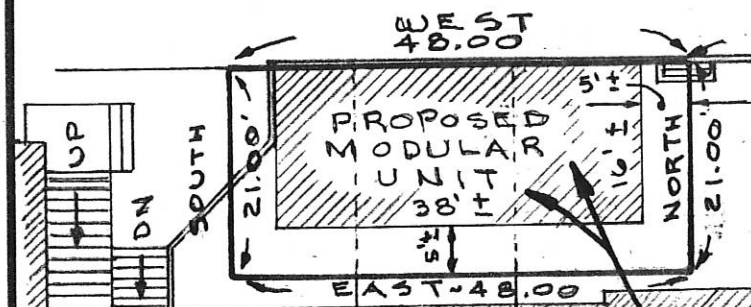 WEST
48.00
UP
DN
SOUTH
21.00'
PROPOSED
MODULAR
UNIT
38'±
16'±
5'±
NORTH
21.00'
5'±
EAST~48.00